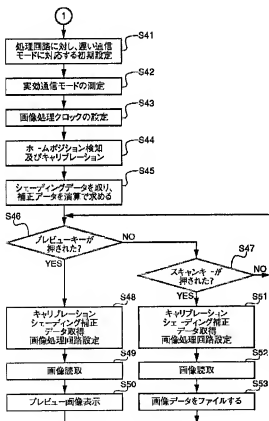 1
処理回路に対し、遅い通信
モードに対応する初期設定
S41
実効通信モードの測定
S42
画像処理クロックの設定
S43
ホームポジション検知
及びキャリブレーション
S44
シェーディングデータを取り、
補正データを演算で求める
S45
S46
プレビューキーが
押された?
NO
YES
S47
スキャンキーが
押された?
NO
YES
S48
キャリブレーション
シェーディング補正
データ取得
画像処理回路設定
S49
画像読取
S50
プレビュー画像表示
S51
キャリブレーション
シェーディング補正
データ取得
画像処理回路設定
S52
画像読取
S53
画像データをファイルする